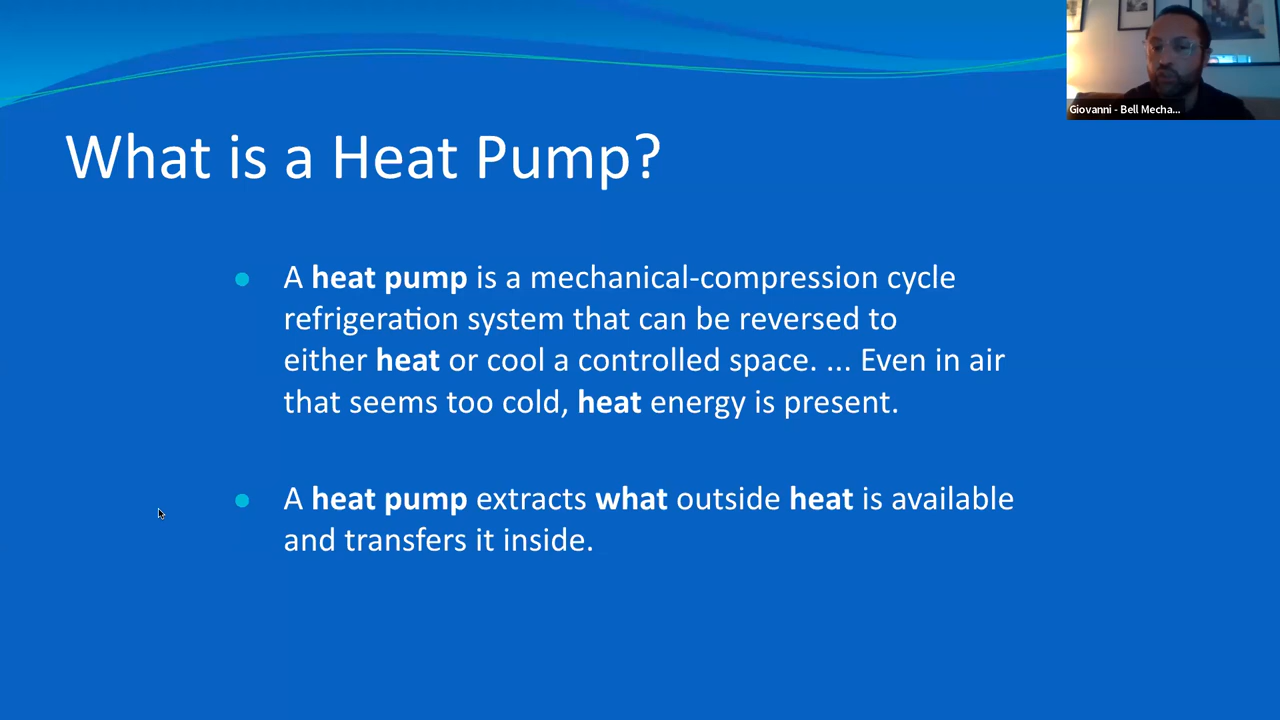 Giovanni - Bell Mecha...
What is a Heat Pump?
A heat pump is a mechanical-compression cycle
refrigeration system that can be reversed to
either heat or cool a controlled space. ... Even in air
that seems too cold, heat energy is present.
A heat pump extracts what outside heat is available
and transfers it inside.